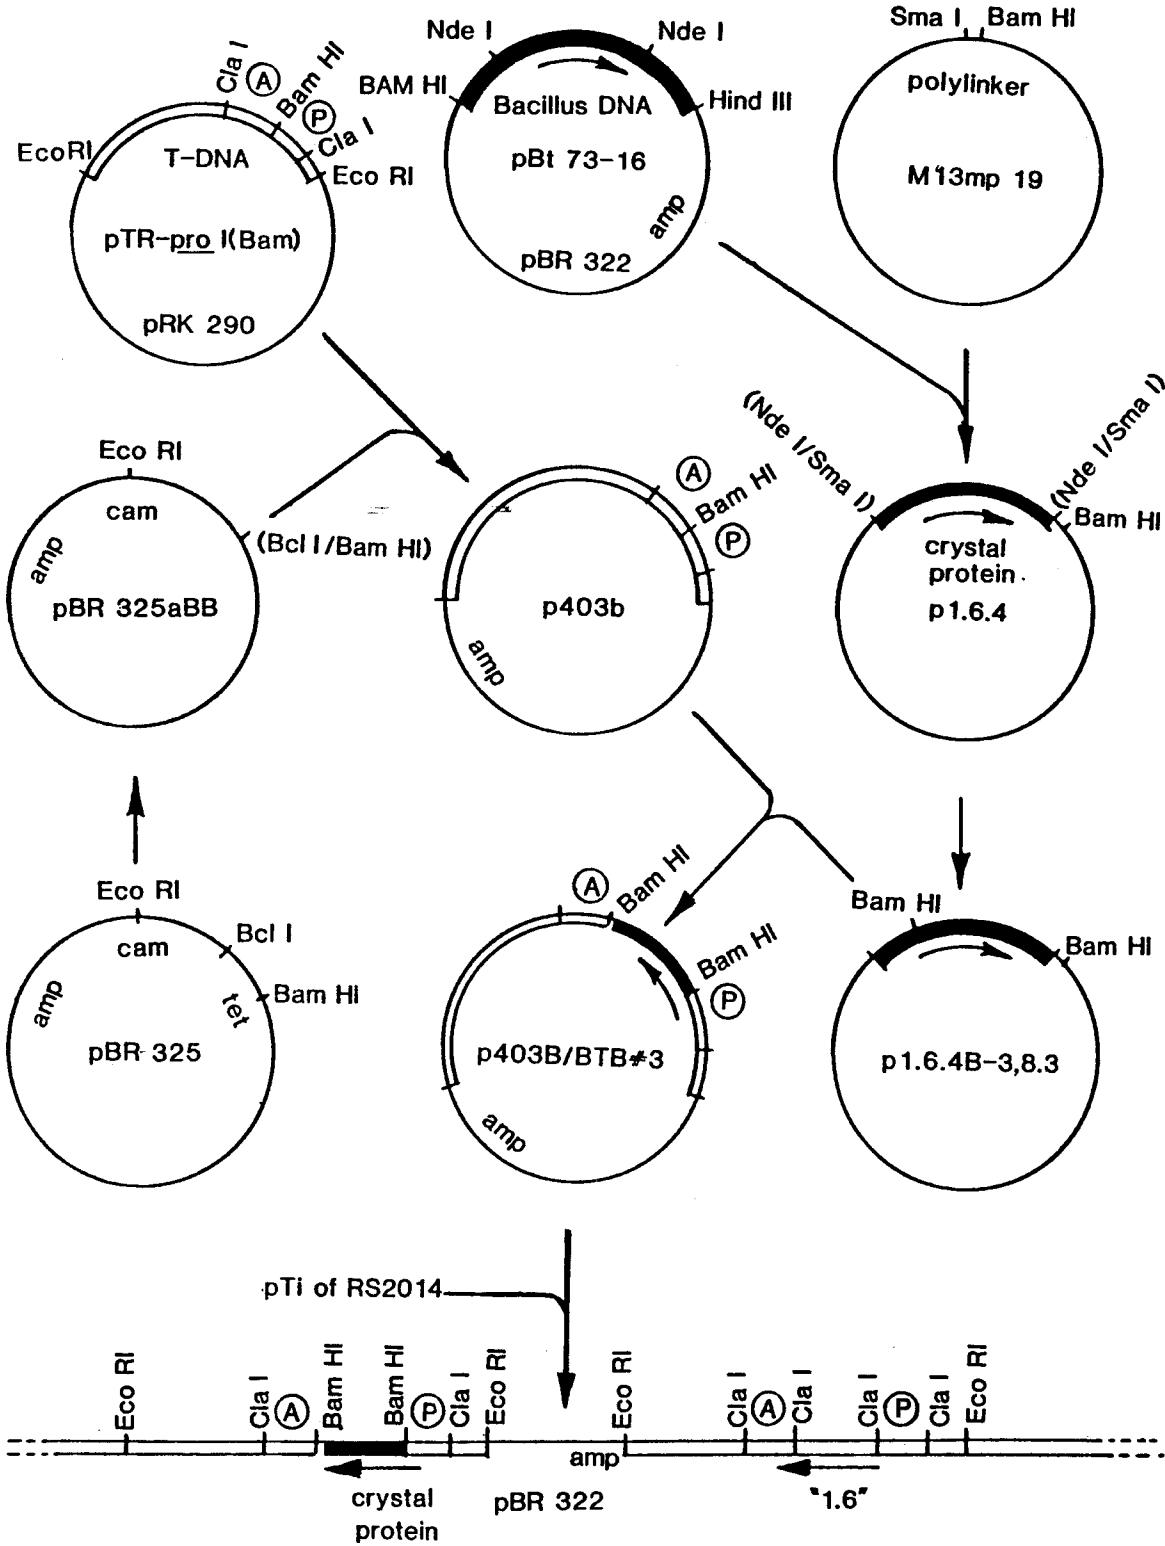 Cla I
A
Bam HI
P
Cla I
Eco RI
Eco RI
T-DNA
pTR-pro I(Bam)
pRK 290
Nde I
Nde I
BAM HI
Hind III
Bacillus DNA
pBt 73-16
amp
pBR 322
Sma I
Bam HI
polylinker
M13mp 19
Eco RI
cam
amp
(Bcl I/Bam HI)
pBR 325aBB
A
Bam HI
P
p403b
amp
(Nde I/Sma I)
(Nde I/Sma I)
Bam HI
crystal
protein
p1.6.4
Eco RI
cam
Bcl I
amp
tet
Bam HI
pBR 325
A
Bam HI
Bam HI
P
p403B/BTB#3
amp
Bam HI
Bam HI
p1.6.4B-3,8.3
pTi of RS2014
Eco RI
Cla I
A
Bam HI
Bam HI
P
Cla I
Eco RI
Eco RI
Cla I
A
Cla I
Cla I
P
Cla I
Eco RI
amp
crystal
protein
pBR 322
"1.6"